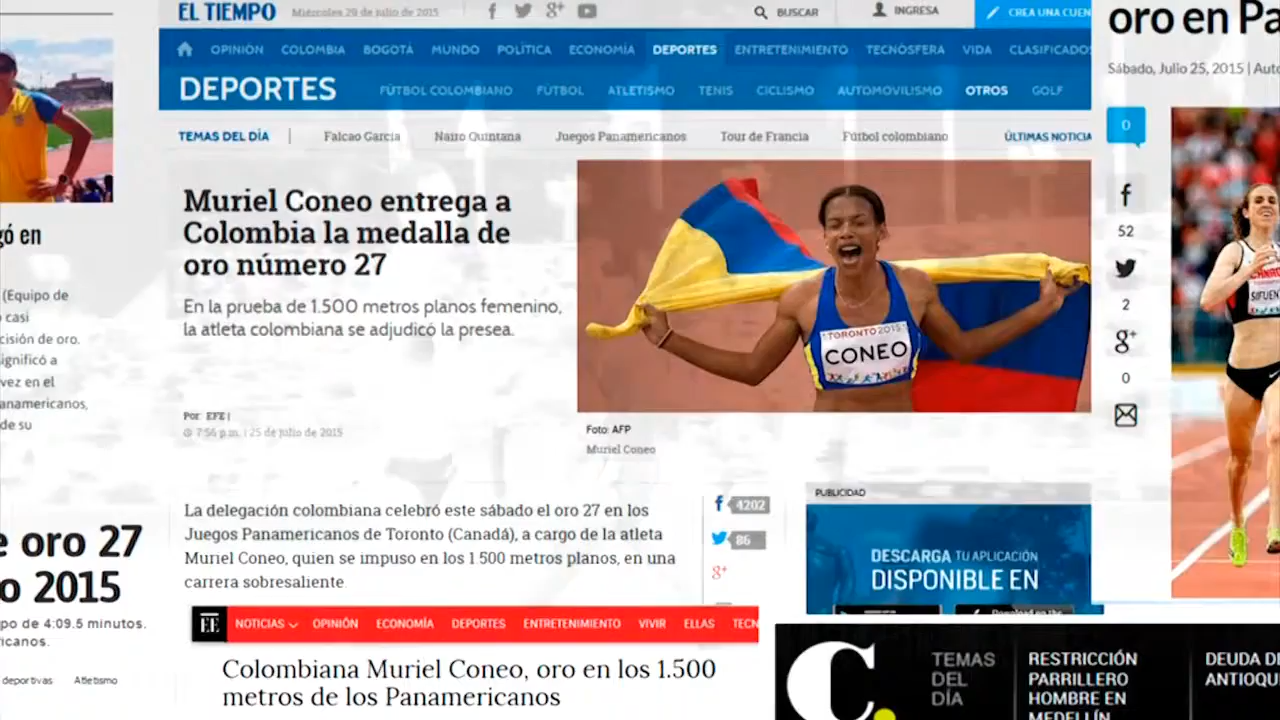 EL TIEMPO
Miércoles 29 de julio de 2015
BUSCAR
INGRESA
CREA UNA CUEN
OPINIÓN COLOMBIA BOGOTÁ MUNDO POLÍTICA ECONOMÍA DEPORTES ENTRETENIMIENTO TECNÓSFERA VIDA CLASIFICADOS
DEPORTES
FÚTBOL COLOMBIANO FÚTBOL ATLETISMO TENIS CICLISMO AUTOMOVILISMO OTROS GOLF
TEMAS DEL DÍA Falcao García Nairo Quintana Juegos Panamericanos Tour de Francia Fútbol colombiano ÚLTIMAS NOTICIA
Muriel Coneo entrega a
Colombia la medalla de
oro número 27
En la prueba de 1.500 metros planos femenino,
la atleta colombiana se adjudicó la presea.
Por: EFE |
7:56 p.m. | 25 de julio de 2015
TORONTO 2015
CONEO
Foto: AFP
Muriel Coneo
La delegación colombiana celebró este sábado el oro 27 en los
Juegos Panamericanos de Toronto (Canadá), a cargo de la atleta
Muriel Coneo, quien se impuso en los 1.500 metros planos, en una
carrera sobresaliente.
4202
86
g+
PUBLICIDAD
DESCARGA TU APLICACIÓN
DISPONIBLE EN
Download on the
gó en
(Equipo de
casi
cisión de oro.
ignificó a
vez en el
anamericanos,
de su
e oro 27
o 2015
po de 4:09.5 minutos.
ricanos.
deportivas Atletismo
EE
NOTICIAS OPINIÓN ECONOMÍA DEPORTES ENTRETENIMIENTO VIVIR ELLAS TECN
Colombiana Muriel Coneo, oro en los 1.500
metros de los Panamericanos
oro en Pa
Sábado, Julio 25, 2015 | Auto
0
52
2
g+
0
SIFUEN
C.
TEMAS
DEL
DÍA
RESTRICCIÓN
PARRILLERO
HOMBRE EN
MEDELLÍN
DEUDA DE
ANTIOQU